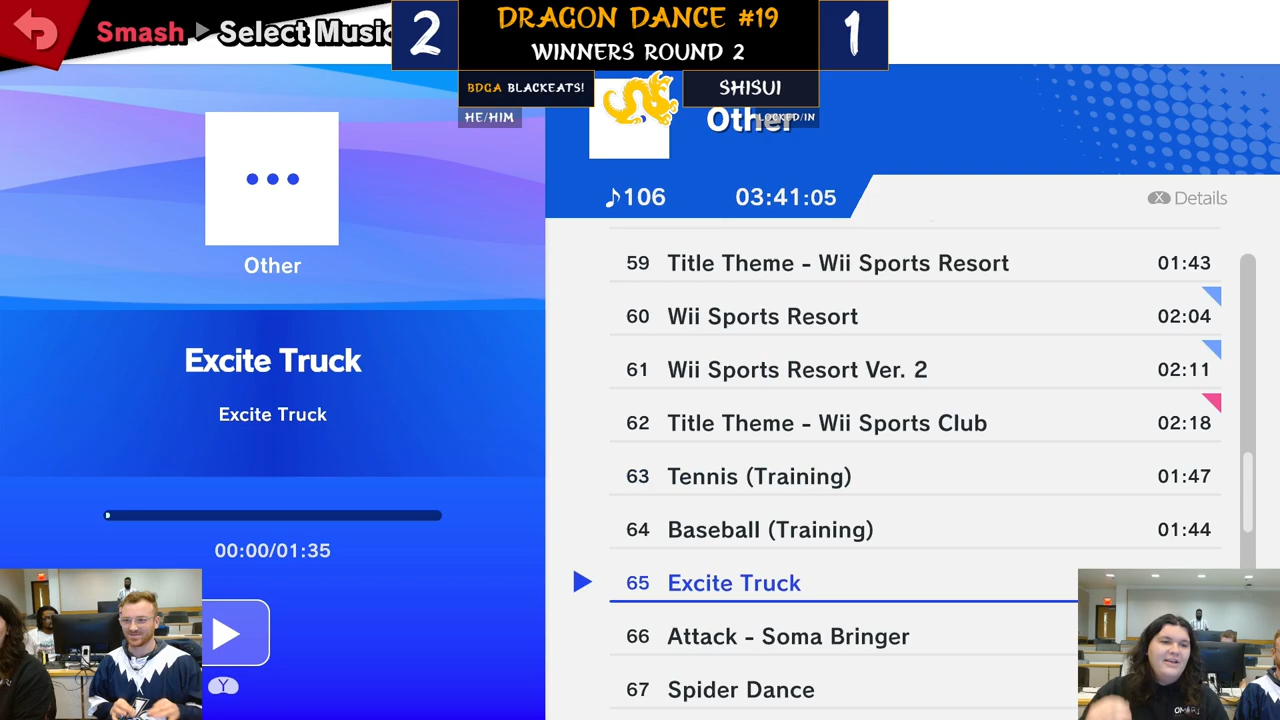 Smash ▶ Select Music
2
DRAGON DANCE #19
WINNERS ROUND 2
1
BDGA BLACKEATS!
SHISUI
HE/HIM
LOCKED/IN
Other
Other
♪106
03:41:05
X Details
59 Title Theme - Wii Sports Resort 01:43
60 Wii Sports Resort 02:04
61 Wii Sports Resort Ver. 2 02:11
62 Title Theme - Wii Sports Club 02:18
63 Tennis (Training) 01:47
64 Baseball (Training) 01:44
65 Excite Truck
66 Attack - Soma Bringer
67 Spider Dance
Excite Truck
Excite Truck
00:00/01:35
Y
OMORI